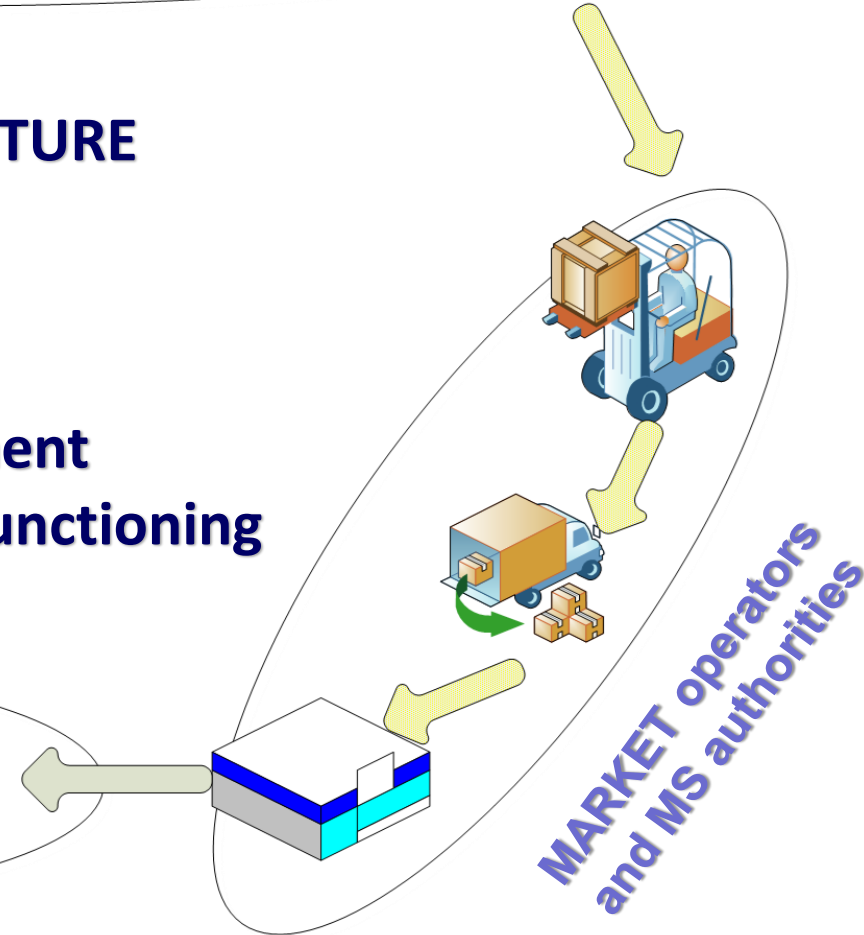 TURE
ent
unctioning
MARKET operators
and MS authorities